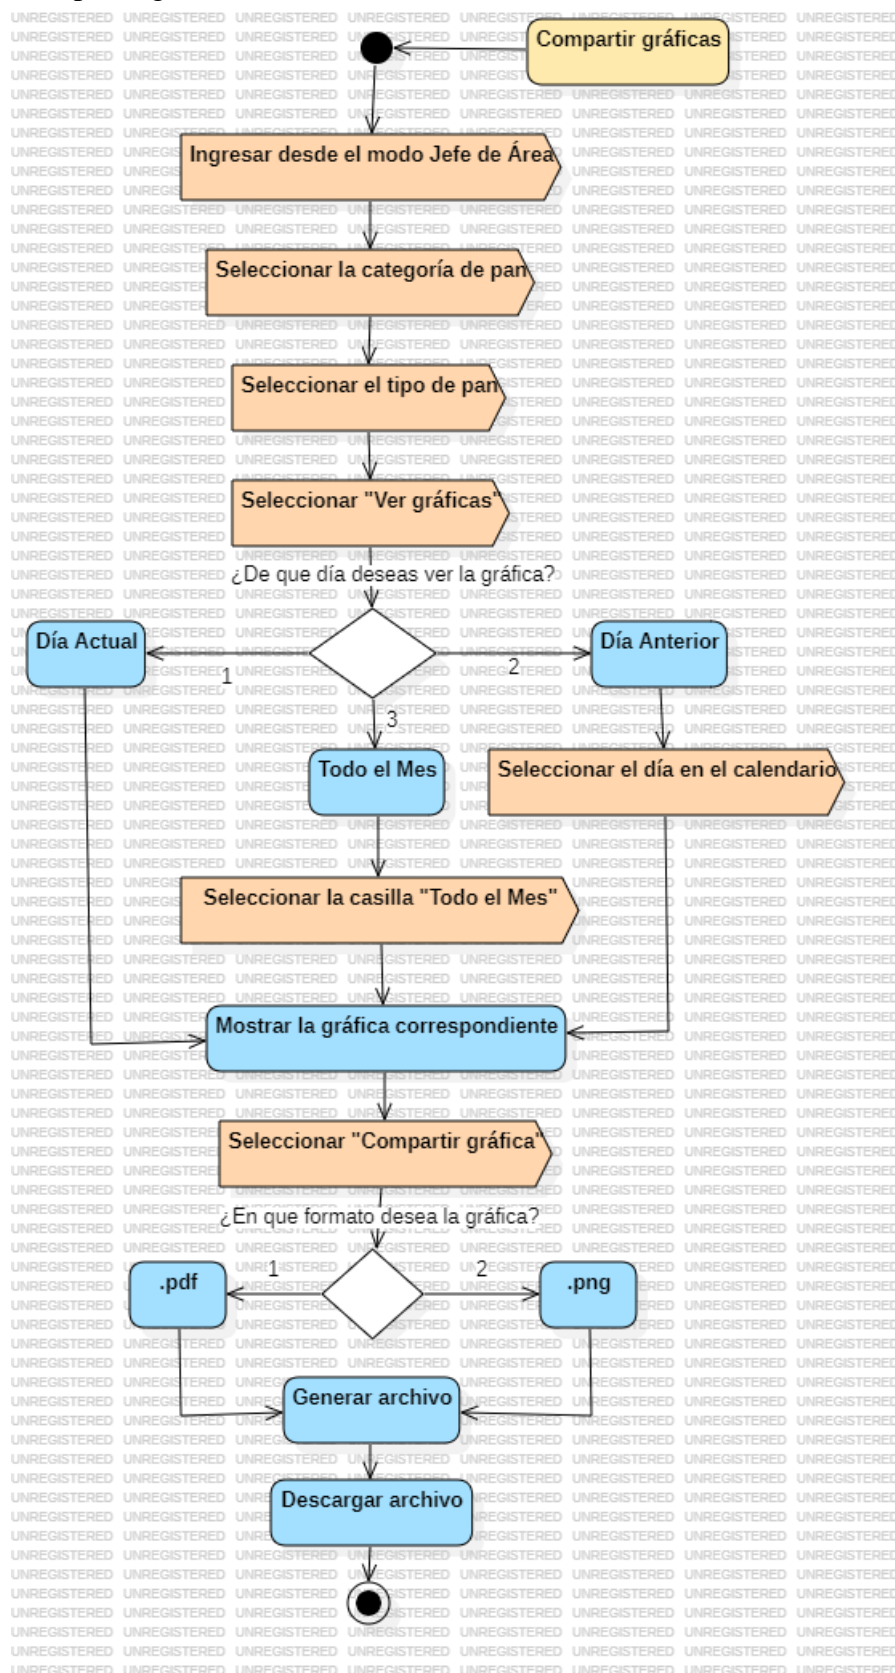 Compartir gráficas
Ingresar desde el modo Jefe de Área
Seleccionar la categoría de pan
Seleccionar el tipo de pan
Seleccionar "Ver gráficas"
¿De que día deseas ver la gráfica?
Día Actual
1
2
Día Anterior
3
Todo el Mes
Seleccionar el día en el calendario
Seleccionar la casilla "Todo el Mes"
Mostrar la gráfica correspondiente
Seleccionar "Compartir gráfica"
¿En que formato desea la gráfica?
.pdf
1
2
.png
Generar archivo
Descargar archivo
UNREGISTERED